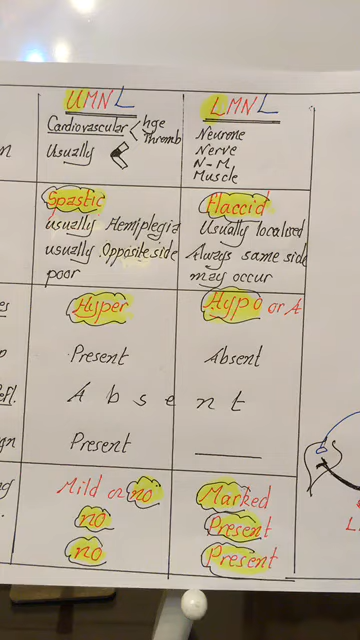 UMNL LMNL
Cardiovascular hge Thromb Neurone
Usually Nerve
N-M,
Muscle
Spastic Flaccid
usually Hemiplegia Usually localised
usually Opposite side Always same side
poor may occur
Hyper Hypo or A
Present Absent
Absent
Present
Mild or no Marked
no Present
no Present